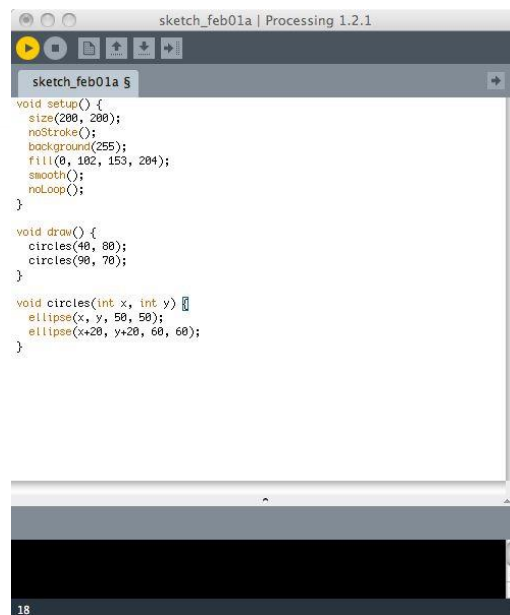 sketch_feb01a | Processing 1.2.1
sketch_feb01a §
void setup() {
  size(200, 200);
  noStroke();
  background(255);
  fill(0, 102, 153, 204);
  smooth();
  noLoop();
}
void draw() {
  circles(40, 80);
  circles(90, 70);
}
void circles(int x, int y) {
  ellipse(x, y, 50, 50);
  ellipse(x+20, y+20, 60, 60);
}
18